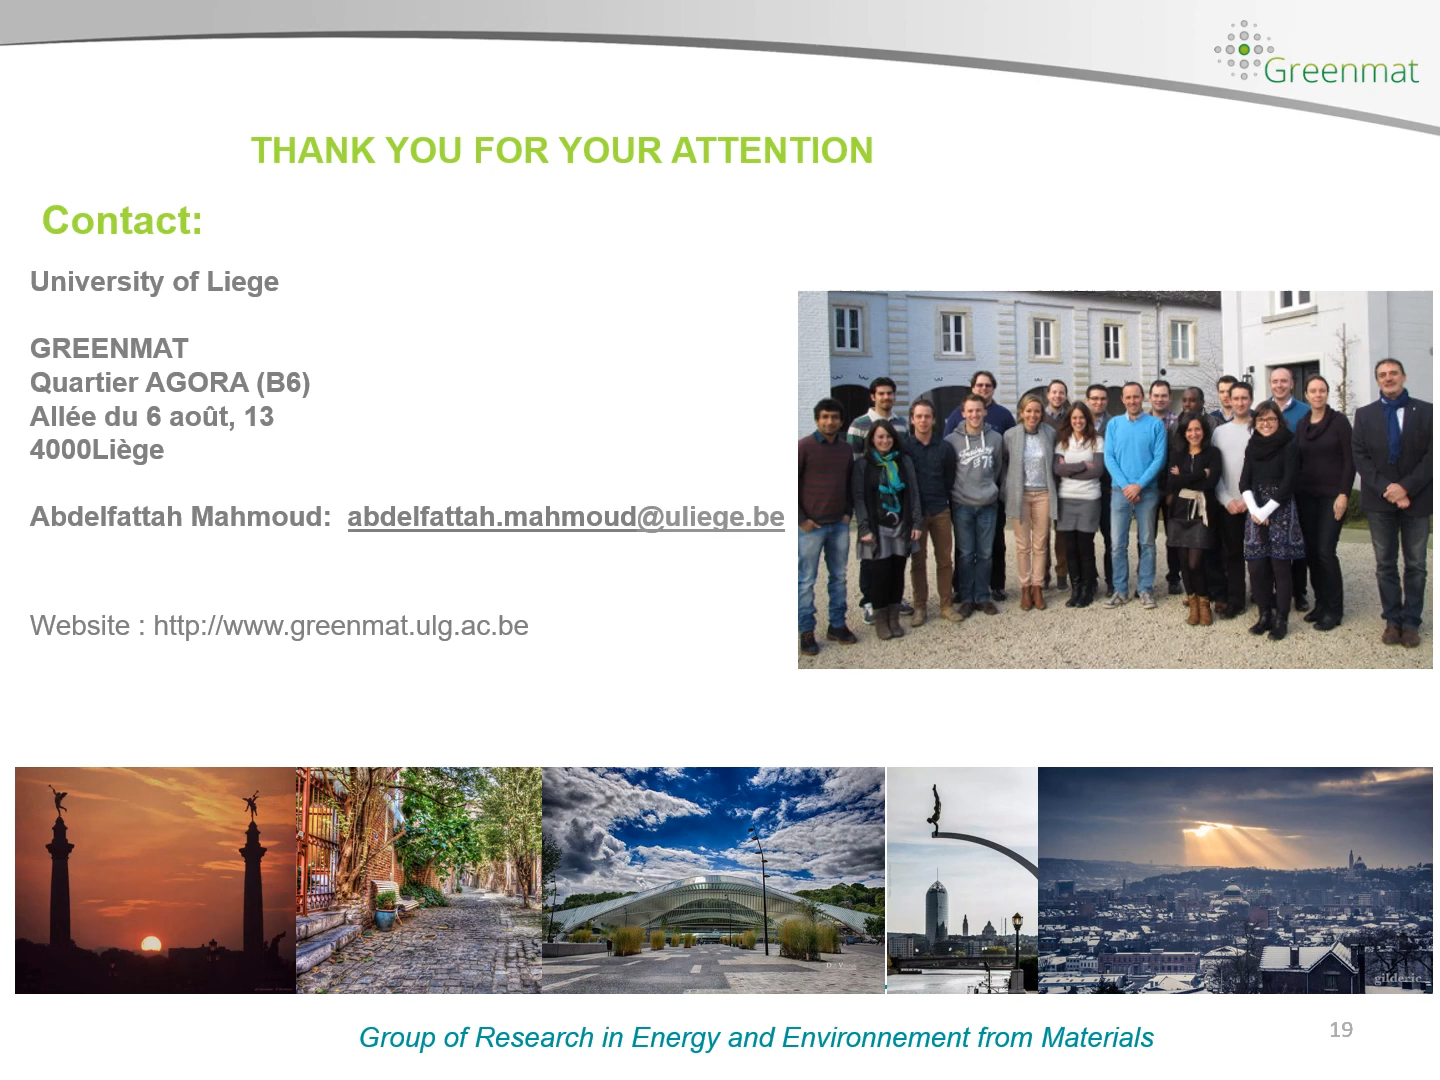 Greenmat
THANK YOU FOR YOUR ATTENTION
Contact:
University of Liege
GREENMAT
Quartier AGORA (B6)
Allée du 6 août, 13
4000Liège
Abdelfattah Mahmoud: abdelfattah.mahmoud@uliege.be
Website : http://www.greenmat.ulg.ac.be
gilderic
Group of Research in Energy and Environnement from Materials
19